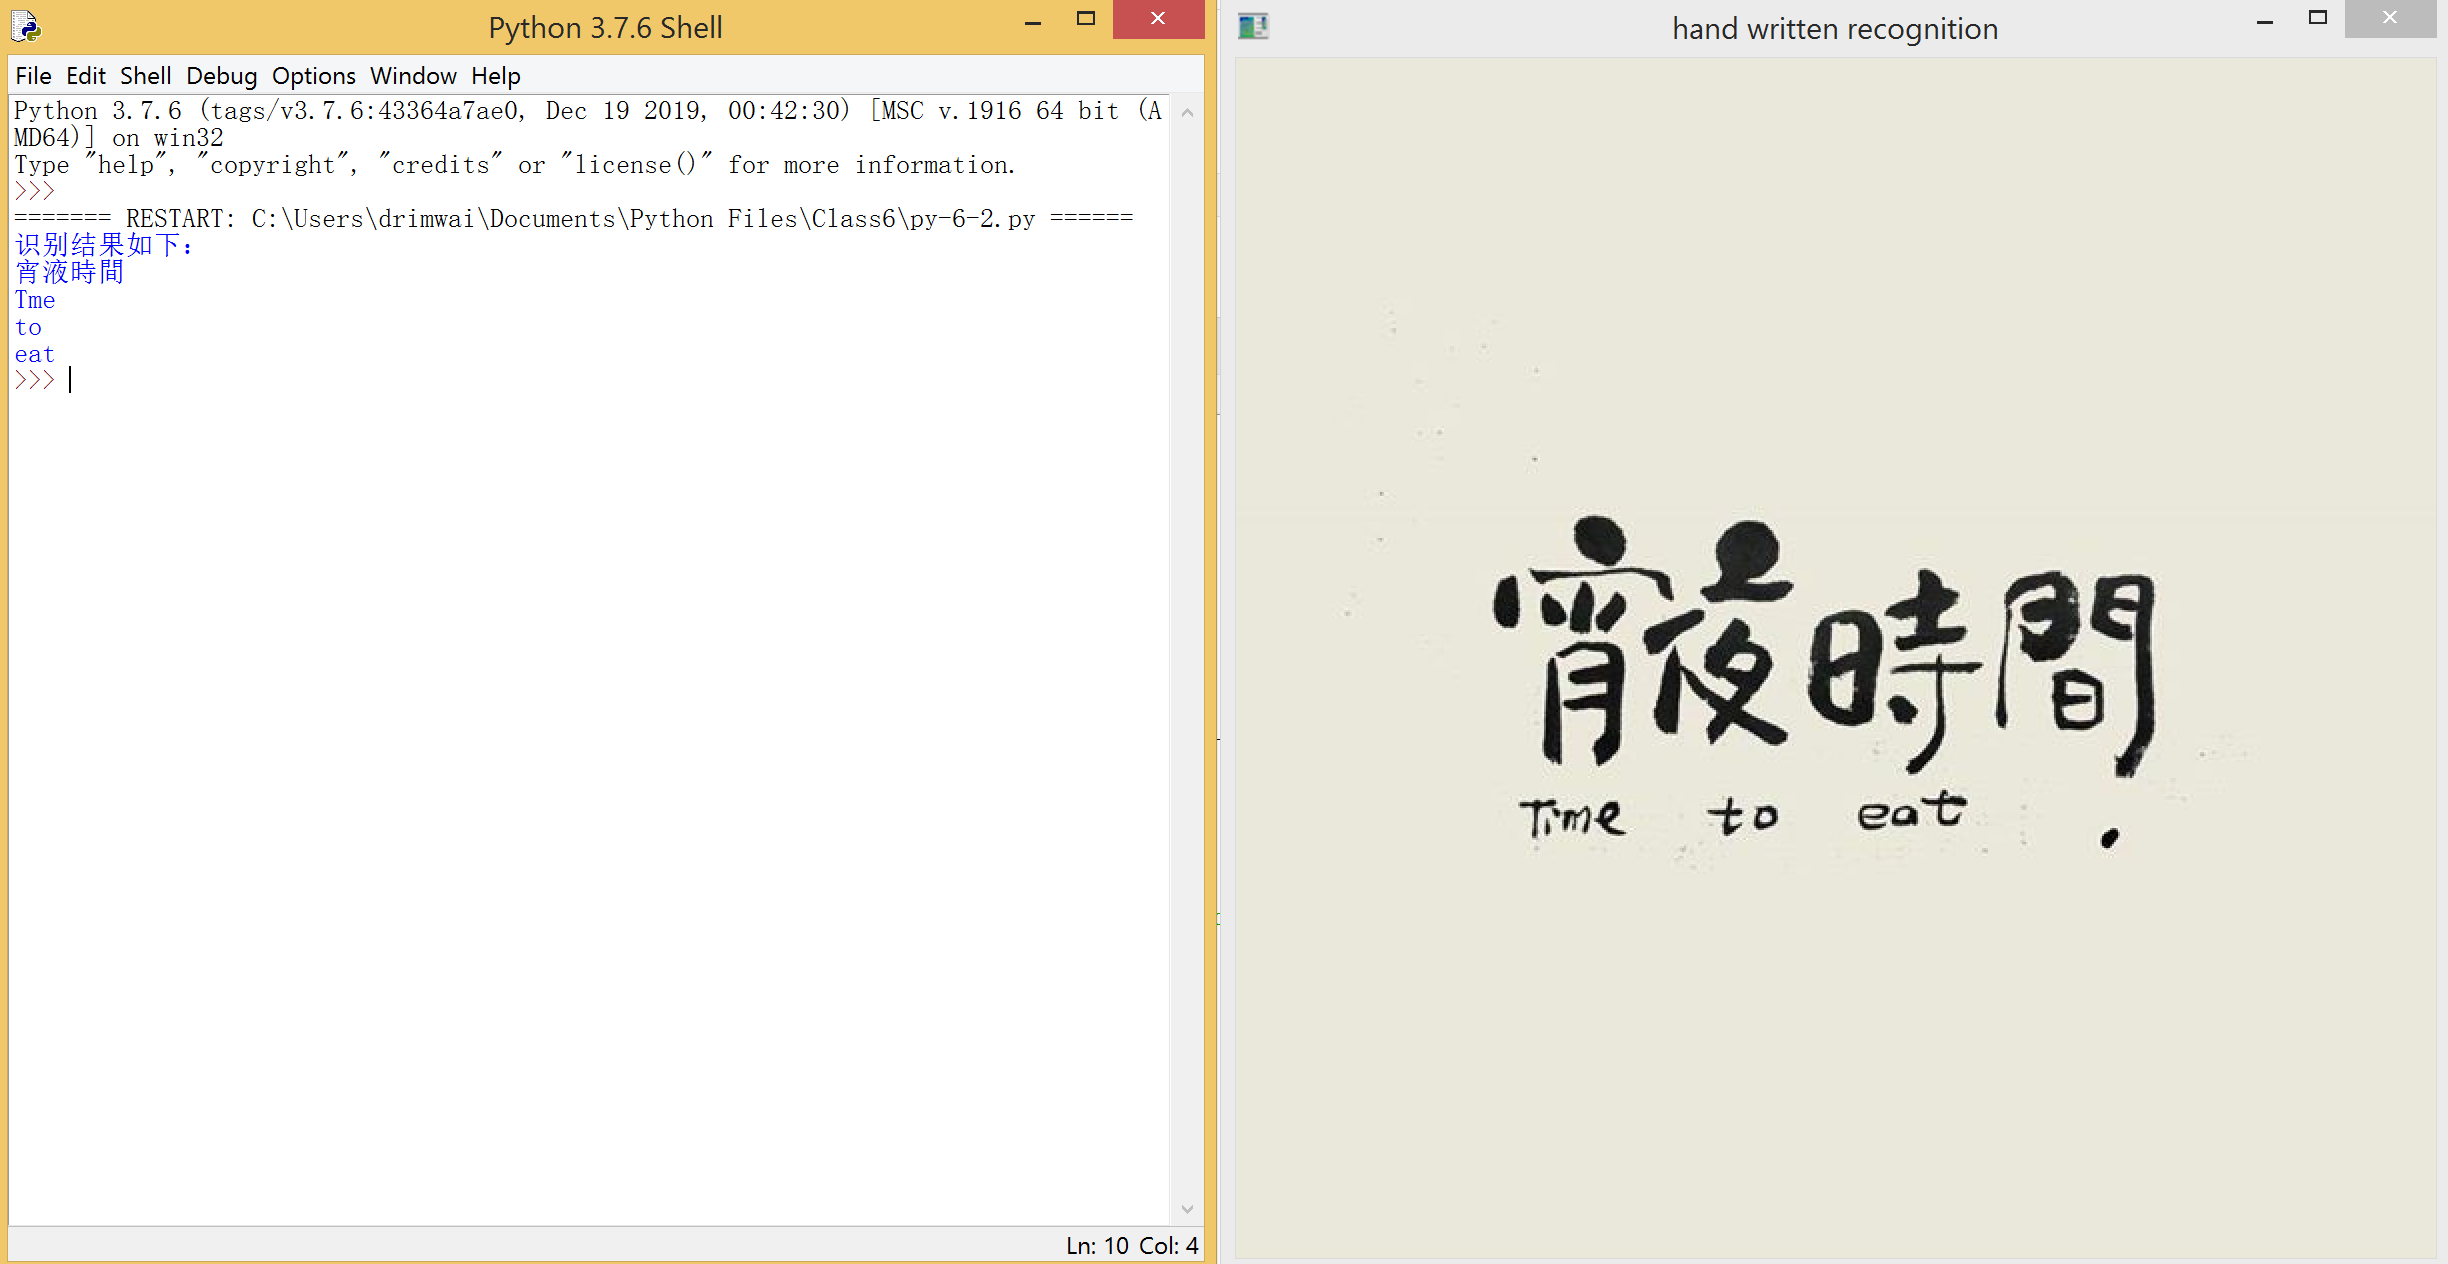 Python 3.7.6 Shell
File Edit Shell Debug Options Window Help
Python 3.7.6 (tags/v3.7.6:43364a7ae0, Dec 19 2019, 00:42:30) [MSC v.1916 64 bit (A
MD64)] on win32
Type "help", "copyright", "credits" or "license()" for more information.
>>>
======= RESTART: C:\Users\drimwai\Documents\Python Files\Class6\py-6-2.py ======
识别结果如下：
宵液時間
Tme
to
eat
>>>
Ln: 10 Col: 4
hand written recognition
宵夜時間
Time to eat .